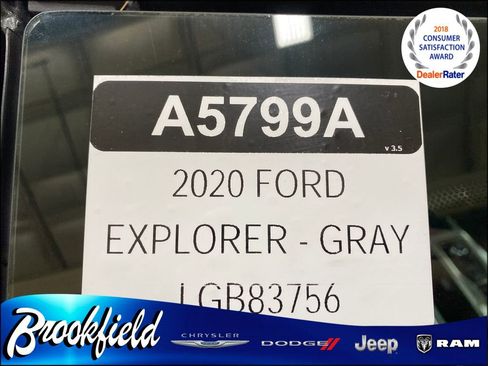 2018
CONSUMER
SATISFACTION
AWARD
DealerRater
A5799A
v 3.5
2020 FORD
EXPLORER - GRAY
LGB83756
Brookfield
CHRYSLER
DODGE
Jeep
RAM